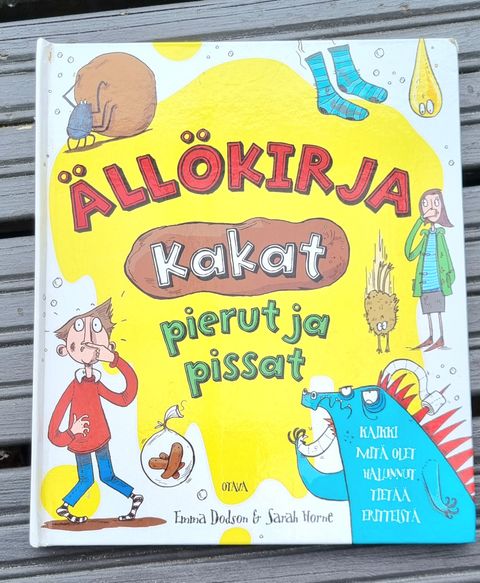 ÄLLÖKIRJA
Kakat
pierut ja
pissat
KAIKKI
MITÄ OLET
HALUNNUT
TIETÄÄ
ERITTEISTÄ
OTAVA
Emma Dodson & Sarah Horne